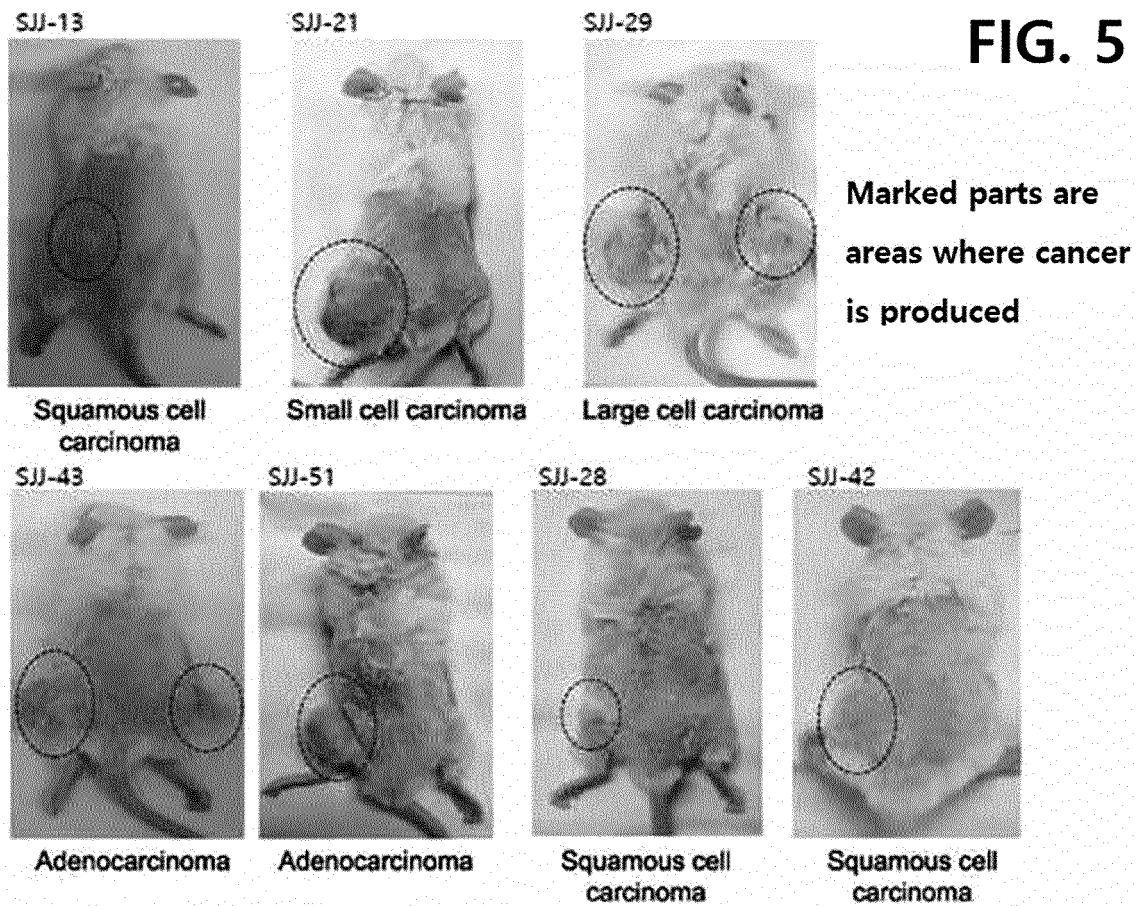 SJJ-13
SJJ-21
SJJ-29
FIG. 5
Marked parts are
areas where cancer
is produced
Squamous cell
carcinoma
Small cell carcinoma
Large cell carcinoma
SJJ-43
SJJ-51
SJJ-28
SJJ-42
Adenocarcinoma
Adenocarcinoma
Squamous cell
carcinoma
Squamous cell
carcinoma